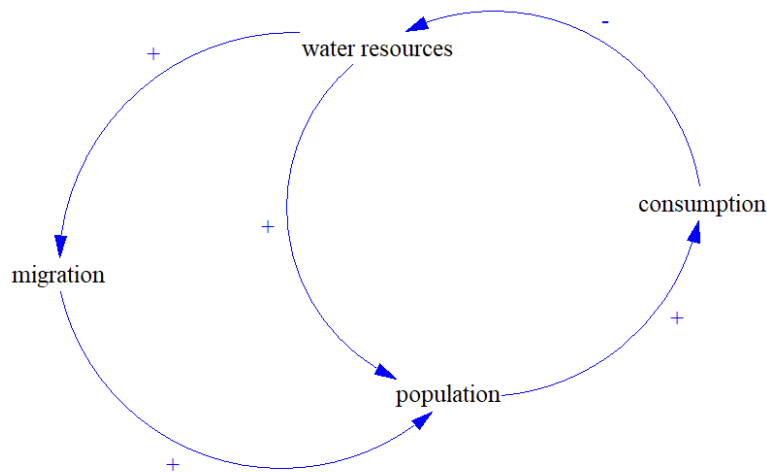 -
water resources
+
consumption
+
migration
+
population
+